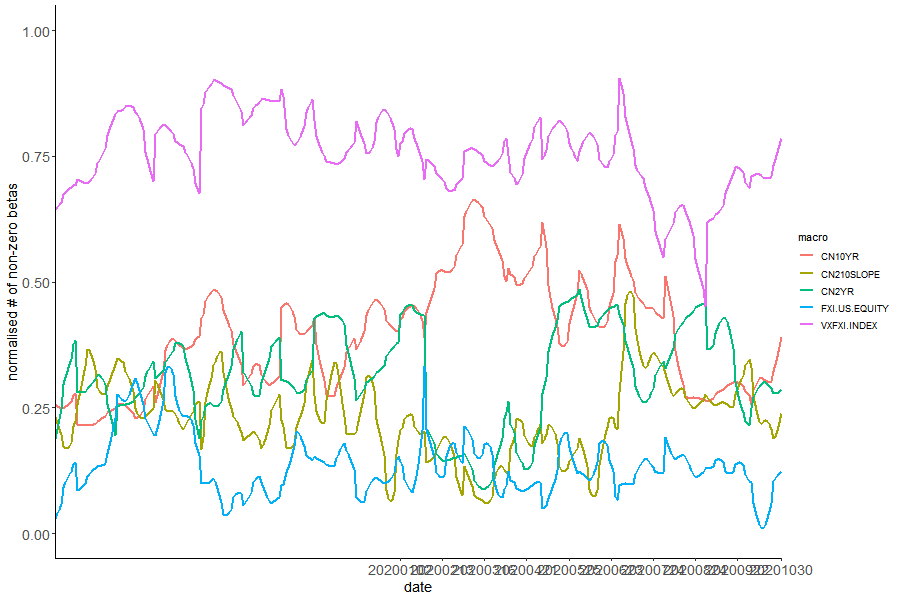 normalised # of non-zero betas
1.00
0.75
0.50
0.25
0.00
20201030
date
macro
CN10YR
CN210SLOPE
CN2YR
FXI.US.EQUITY
VXFXI.INDEX